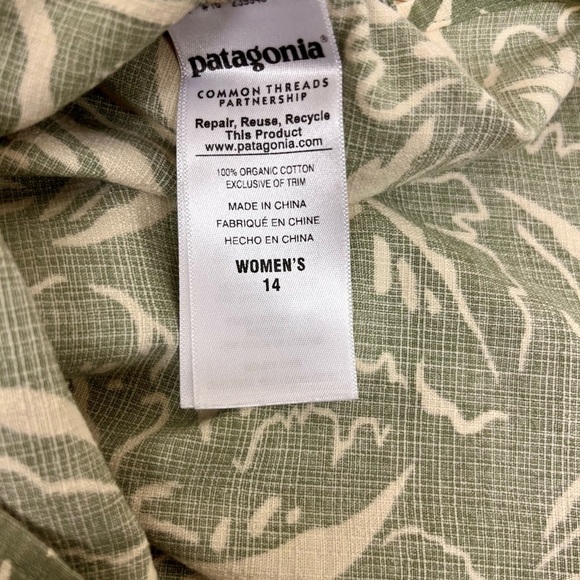 patagonia®
COMMON THREADS
PARTNERSHIP
Repair, Reuse, Recycle
This Product
www.patagonia.com
100% ORGANIC COTTON
EXCLUSIVE OF TRIM
MADE IN CHINA
FABRIQUÉ EN CHINE
HECHO EN CHINA
WOMEN'S
14